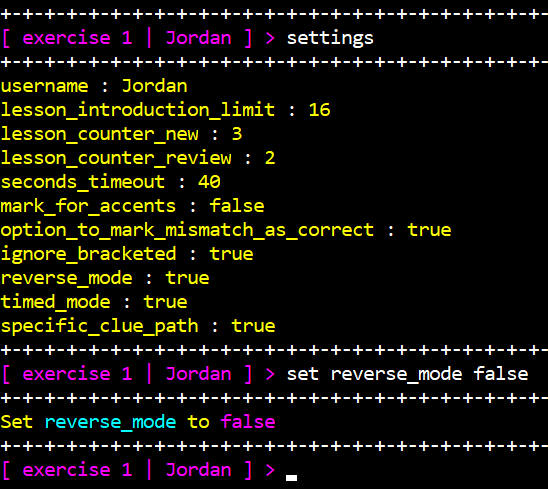 +-+-+-+-+-+-+-+-+-+-+-+-+-+-+-+-+-+-+-+-+-+-+-+-+-+-+-
[ exercise 1 | Jordan ] > settings
+-+-+-+-+-+-+-+-+-+-+-+-+-+-+-+-+-+-+-+-+-+-+-+-+-+-+-
username : Jordan
lesson_introduction_limit : 16
lesson_counter_new : 3
lesson_counter_review : 2
seconds_timeout : 40
mark_for_accents : false
option_to_mark_mismatch_as_correct : true
ignore_bracketed : true
reverse_mode : true
timed_mode : true
specific_clue_path : true
+-+-+-+-+-+-+-+-+-+-+-+-+-+-+-+-+-+-+-+-+-+-+-+-+-+-+-
[ exercise 1 | Jordan ] > set reverse_mode false
+-+-+-+-+-+-+-+-+-+-+-+-+-+-+-+-+-+-+-+-+-+-+-+-+-+-+-
Set reverse_mode to false
+-+-+-+-+-+-+-+-+-+-+-+-+-+-+-+-+-+-+-+-+-+-+-+-+-+-+-
[ exercise 1 | Jordan ] >